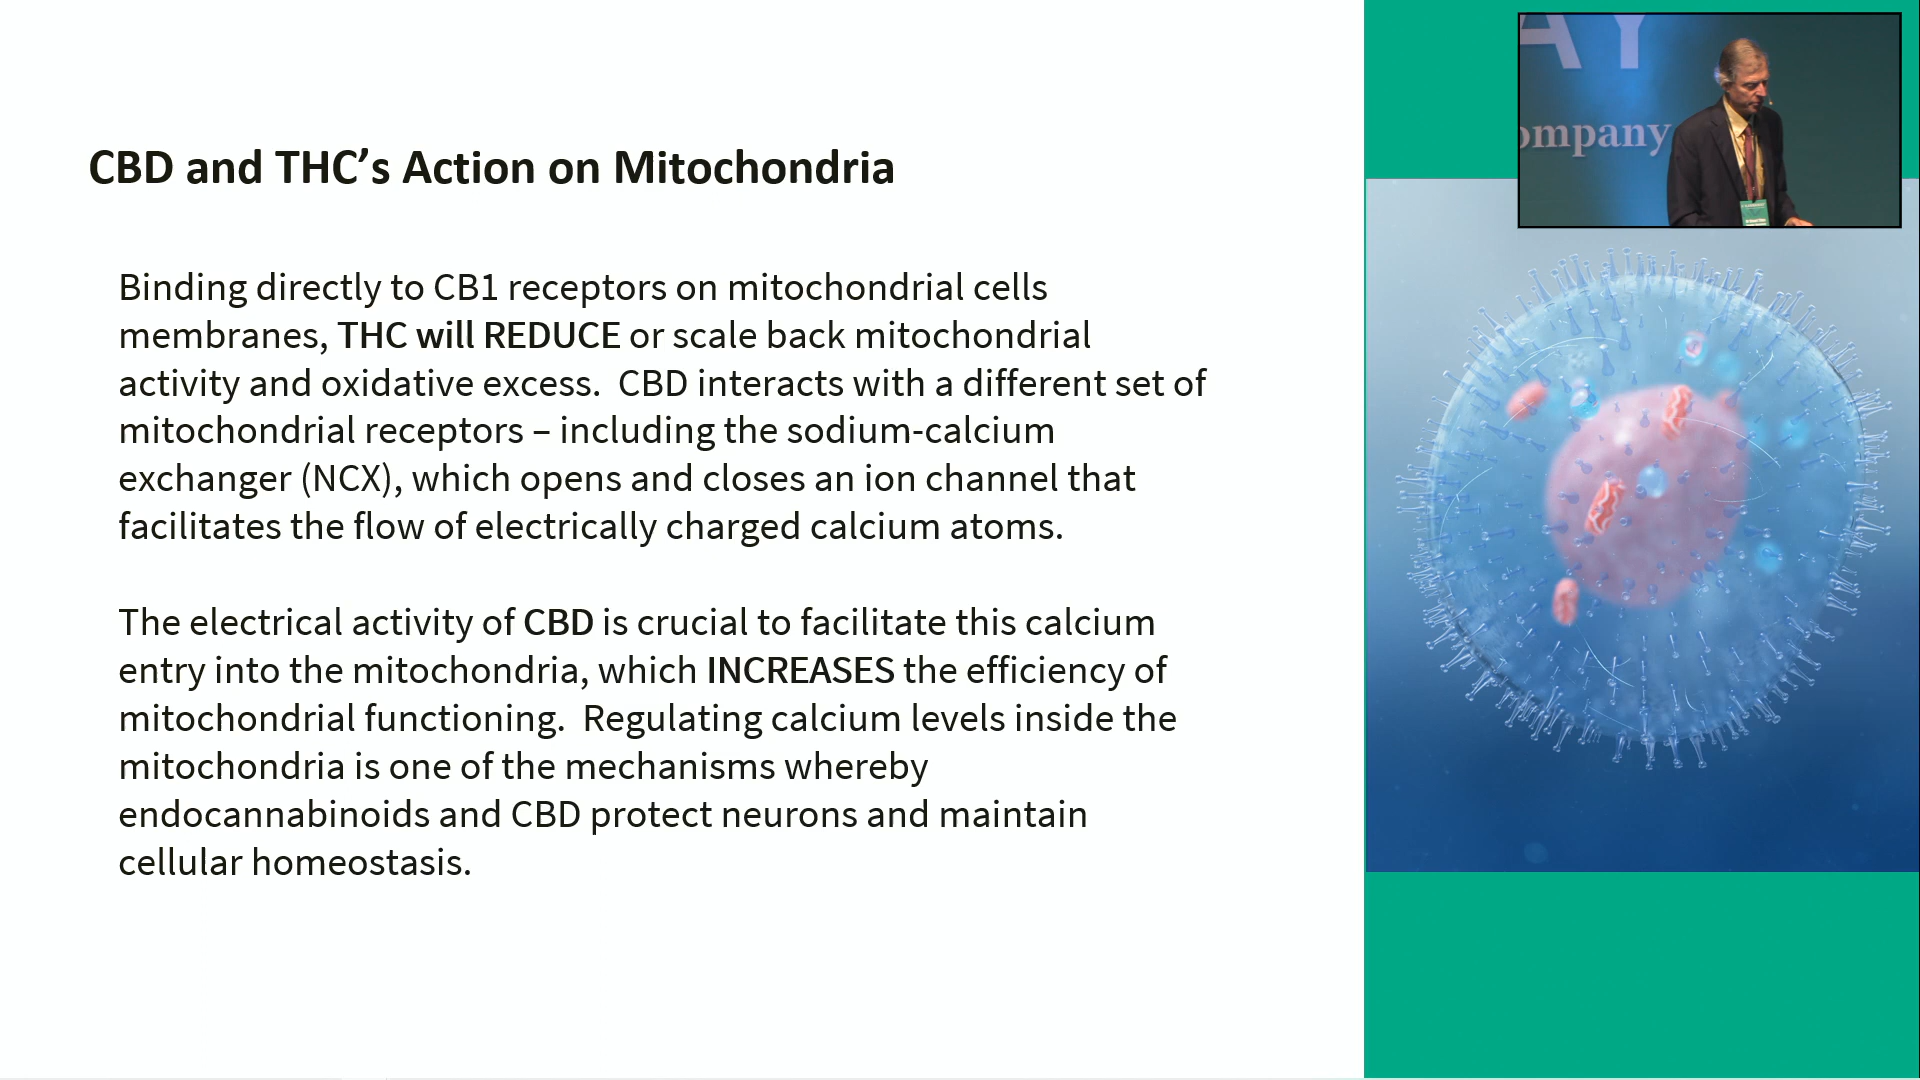 CBD and THC’s Action on Mitochondria
Binding directly to CB1 receptors on mitochondrial cells
membranes, THC will REDUCE or scale back mitochondrial
activity and oxidative excess.  CBD interacts with a different set of
mitochondrial receptors – including the sodium-calcium
exchanger (NCX), which opens and closes an ion channel that
facilitates the flow of electrically charged calcium atoms.
The electrical activity of CBD is crucial to facilitate this calcium
entry into the mitochondria, which INCREASES the efficiency of
mitochondrial functioning.  Regulating calcium levels inside the
mitochondria is one of the mechanisms whereby
endocannabinoids and CBD protect neurons and maintain
cellular homeostasis.
AY
ompany